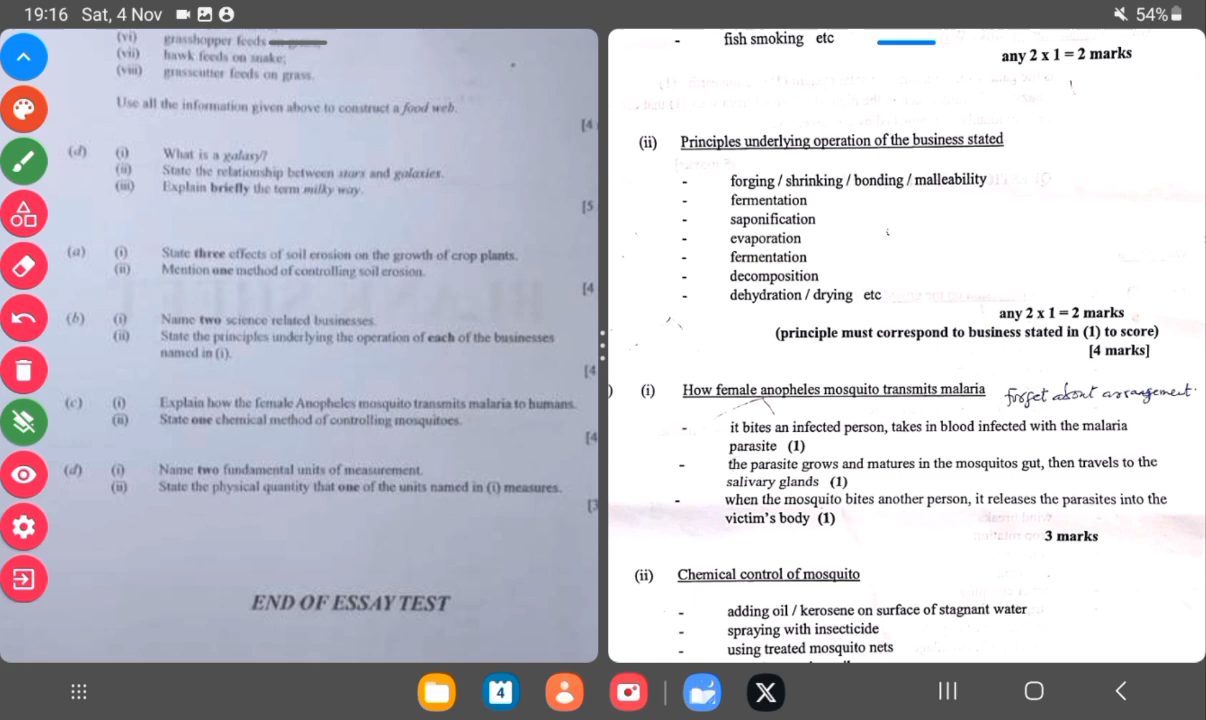 19:16 Sat, 4 Nov
54%
(vi) grasshopper feeds
(vii) hawk feeds on snake;
(viii) grasscutter feeds on grass.
Use all the information given above to construct a food web.
[4
(d) (i) What is a galaxy?
(ii) State the relationship between stars and galaxies.
(iii) Explain briefly the term milky way.
[5
(a) (i) State three effects of soil erosion on the growth of crop plants.
(ii) Mention one method of controlling soil erosion.
[4
(b) (i) Name two science related businesses.
(ii) State the principles underlying the operation of each of the businesses
named in (i).
[4
(c) (i) Explain how the female Anopheles mosquito transmits malaria to humans.
(ii) State one chemical method of controlling mosquitoes.
[4
(d) (i) Name two fundamental units of measurement.
(ii) State the physical quantity that one of the units named in (i) measures.
[3
END OF ESSAY TEST
- fish smoking etc
any 2 x 1 = 2 marks
(ii) Principles underlying operation of the business stated
- forging / shrinking / bonding / malleability
- fermentation
- saponification
- evaporation
- fermentation
- decomposition
- dehydration / drying etc
any 2 x 1 = 2 marks
(principle must correspond to business stated in (1) to score)
[4 marks]
) (i) How female anopheles mosquito transmits malaria forget about arrangement.
- it bites an infected person, takes in blood infected with the malaria
parasite (1)
- the parasite grows and matures in the mosquitos gut, then travels to the
salivary glands (1)
- when the mosquito bites another person, it releases the parasites into the
victim's body (1)
3 marks
(ii) Chemical control of mosquito
- adding oil / kerosene on surface of stagnant water
- spraying with insecticide
- using treated mosquito nets
4